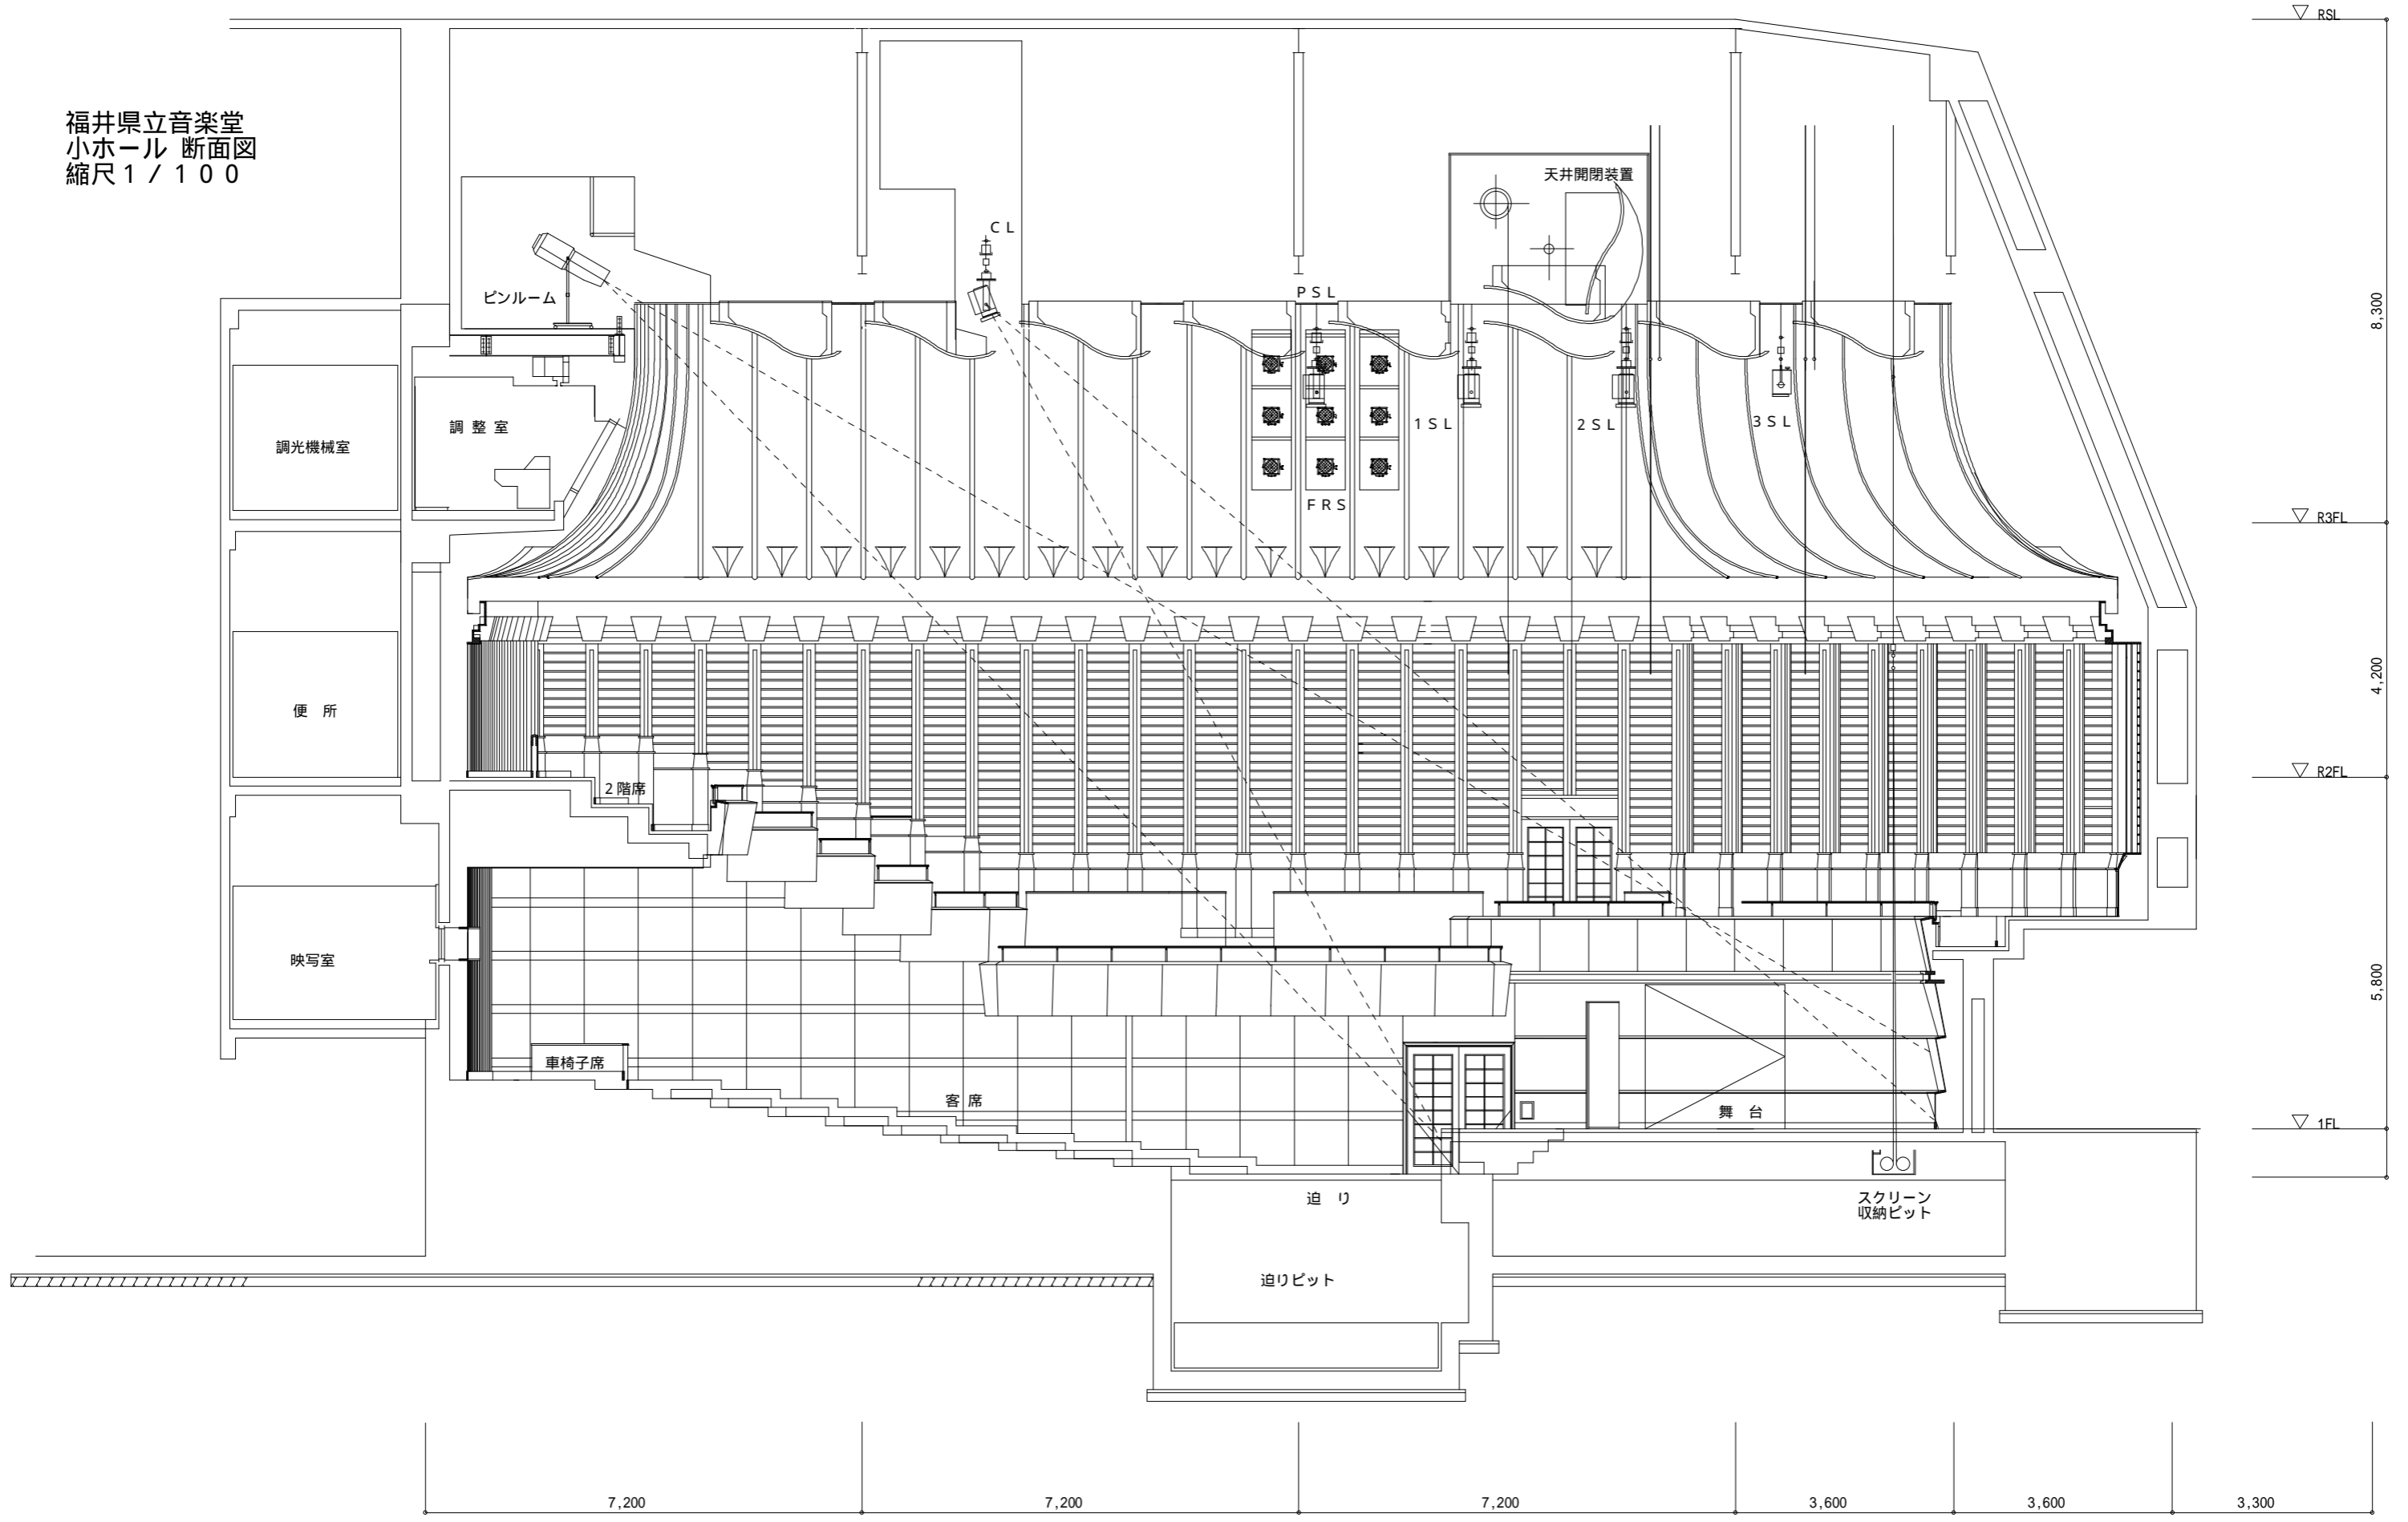 RSL
福井県立音楽堂
小ホール 断面図
縮尺1/100
天井開閉装置
CL
ピンルーム
PSL
8,300
調光機械室
調整室
1SL
2SL
3SL
FRS
R3FL
4,200
便 所
R2FL
2階席
映写室
5,800
車椅子席
客席
舞 台
1FL
迫 り
スクリーン
収納ピット
迫りピット
7,200
7,200
7,200
3,600
3,600
3,300